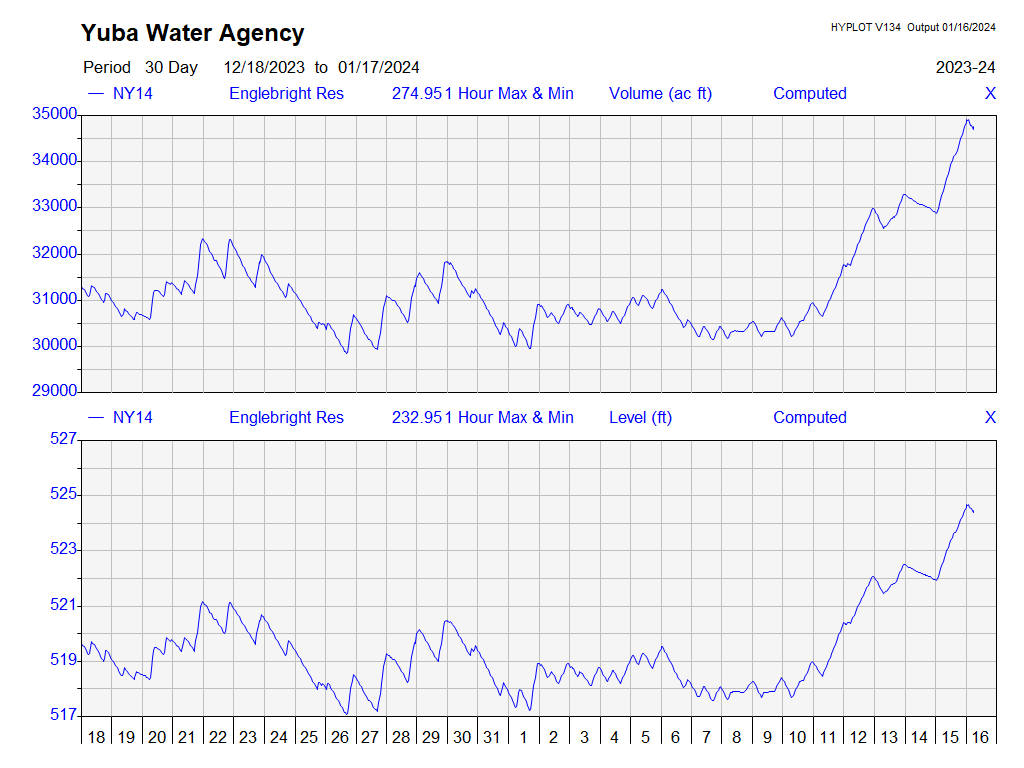 Yuba Water Agency
HYPLOT V134 Output 01/16/2024
Period 30 Day 12/18/2023 to 01/17/2024 2023-24
NY14 Englebright Res 274.951 Hour Max & Min Volume (ac ft) Computed X
35000
34000
33000
32000
31000
30000
29000
NY14 Englebright Res 232.951 Hour Max & Min Level (ft) Computed X
527
525
523
521
519
517
18 19 20 21 22 23 24 25 26 27 28 29 30 31 1 2 3 4 5 6 7 8 9 10 11 12 13 14 15 16